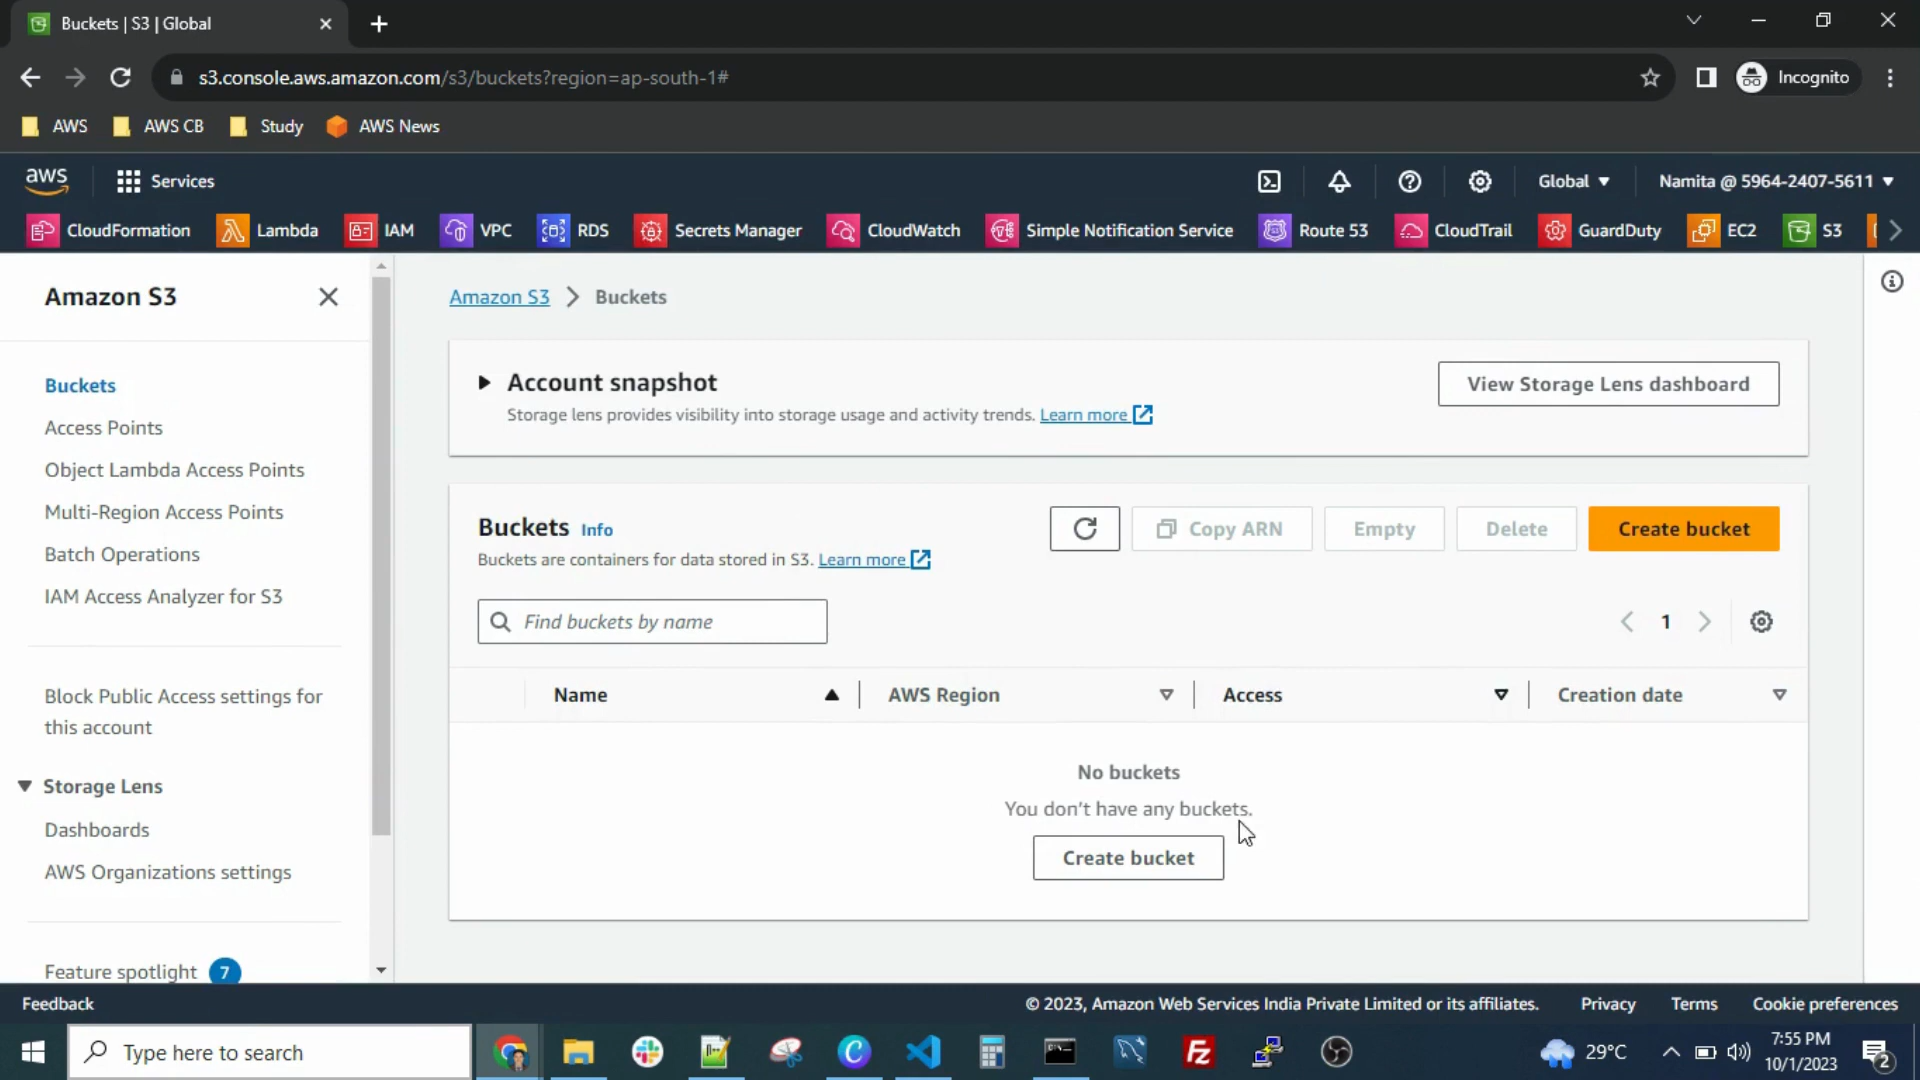 Buckets | S3 | Global
s3.console.aws.amazon.com/s3/buckets?region=ap-south-1#
Incognito
AWS
AWS CB
Study
AWS News
aws
Services
Global
Namita @ 5964-2407-5611
CloudFormation
Lambda
IAM
VPC
RDS
Secrets Manager
CloudWatch
Simple Notification Service
Route 53
CloudTrail
GuardDuty
EC2
S3
Amazon S3
Buckets
Access Points
Object Lambda Access Points
Multi-Region Access Points
Batch Operations
IAM Access Analyzer for S3
Block Public Access settings for
this account
Storage Lens
Dashboards
AWS Organizations settings
Feature spotlight 7
Amazon S3 > Buckets
Account snapshot
Storage lens provides visibility into storage usage and activity trends. Learn more
View Storage Lens dashboard
Buckets Info
Buckets are containers for data stored in S3. Learn more
Copy ARN
Empty
Delete
Create bucket
Find buckets by name
1
Name
AWS Region
Access
Creation date
No buckets
You don't have any buckets.
Create bucket
Feedback
© 2023, Amazon Web Services India Private Limited or its affiliates.
Privacy
Terms
Cookie preferences
Type here to search
29°C
7:55 PM
10/1/2023
2